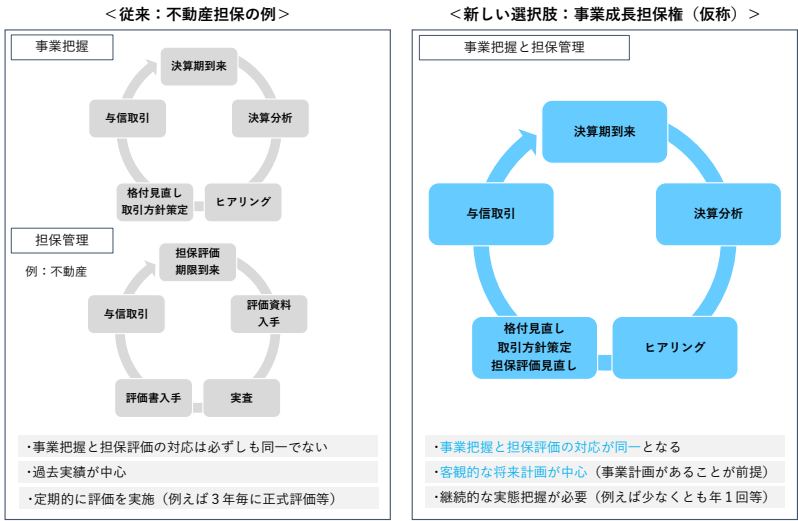 ＜従来：不動産担保の例＞
事業把握
決算期到来
決算分析
ヒアリング
格付見直し
取引方針策定
与信取引
担保管理
例：不動産
担保評価
期限到来
評価資料
入手
実査
評価書入手
与信取引
・事業把握と担保評価の対応は必ずしも同一でない
・過去実績が中心
・定期的に評価を実施（例えば３年毎に正式評価等）
＜新しい選択肢：事業成長担保権（仮称）＞
事業把握と担保管理
決算期到来
決算分析
ヒアリング
格付見直し
取引方針策定
担保評価見直し
与信取引
・事業把握と担保評価の対応が同一となる
・客観的な将来計画が中心（事業計画があることが前提）
・継続的な実態把握が必要（例えば少なくとも年１回等）